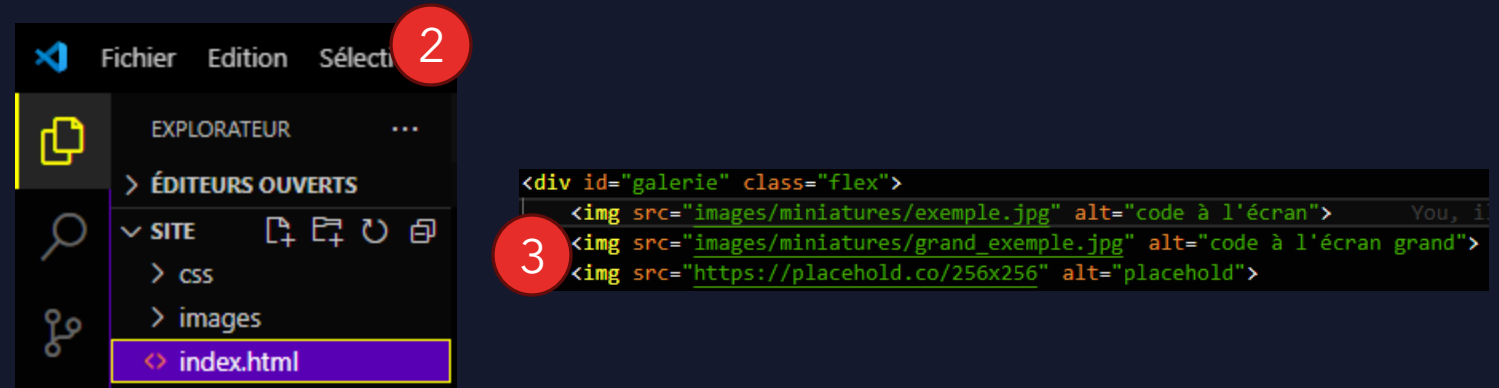 2
Fichier Edition Sélecti
EXPLORATEUR ...
> ÉDITEURS OUVERTS
SITE
> css
> images
<> index.html
3
<div id="galerie" class="flex">
<img src="images/miniatures/exemple.jpg" alt="code à l'écran"> You, i
<img src="images/miniatures/grand_exemple.jpg" alt="code à l'écran grand">
<img src="https://placehold.co/256x256" alt="placehold">